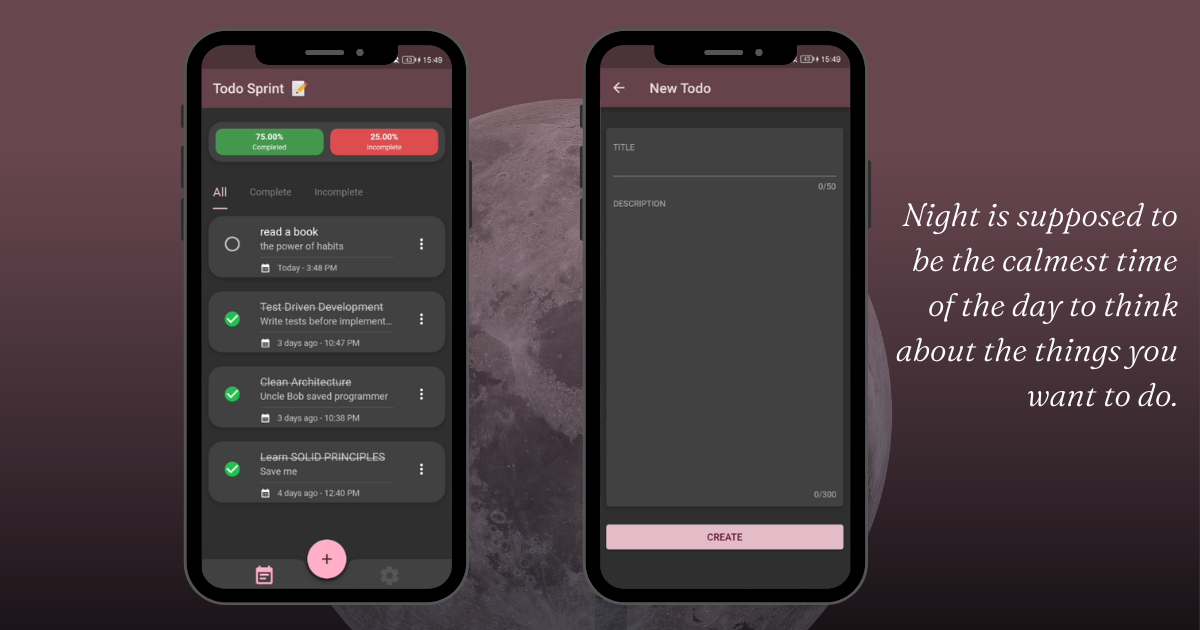 43 15:49
Todo Sprint 📝
75.00% 25.00%
Completed Incomplete
All Complete Incomplete
read a book
the power of habits
Today - 3:48 PM
Test Driven Development
Write tests before implement...
3 days ago - 10:47 PM
Clean Architecture
Uncle Bob saved programmer
3 days ago - 10:38 PM
Learn SOLID PRINCIPLES
Save me
4 days ago - 12:40 PM
+
43 15:49
New Todo
TITLE
0/50
DESCRIPTION
0/300
CREATE
Night is supposed to
be the calmest time
of the day to think
about the things you
want to do.